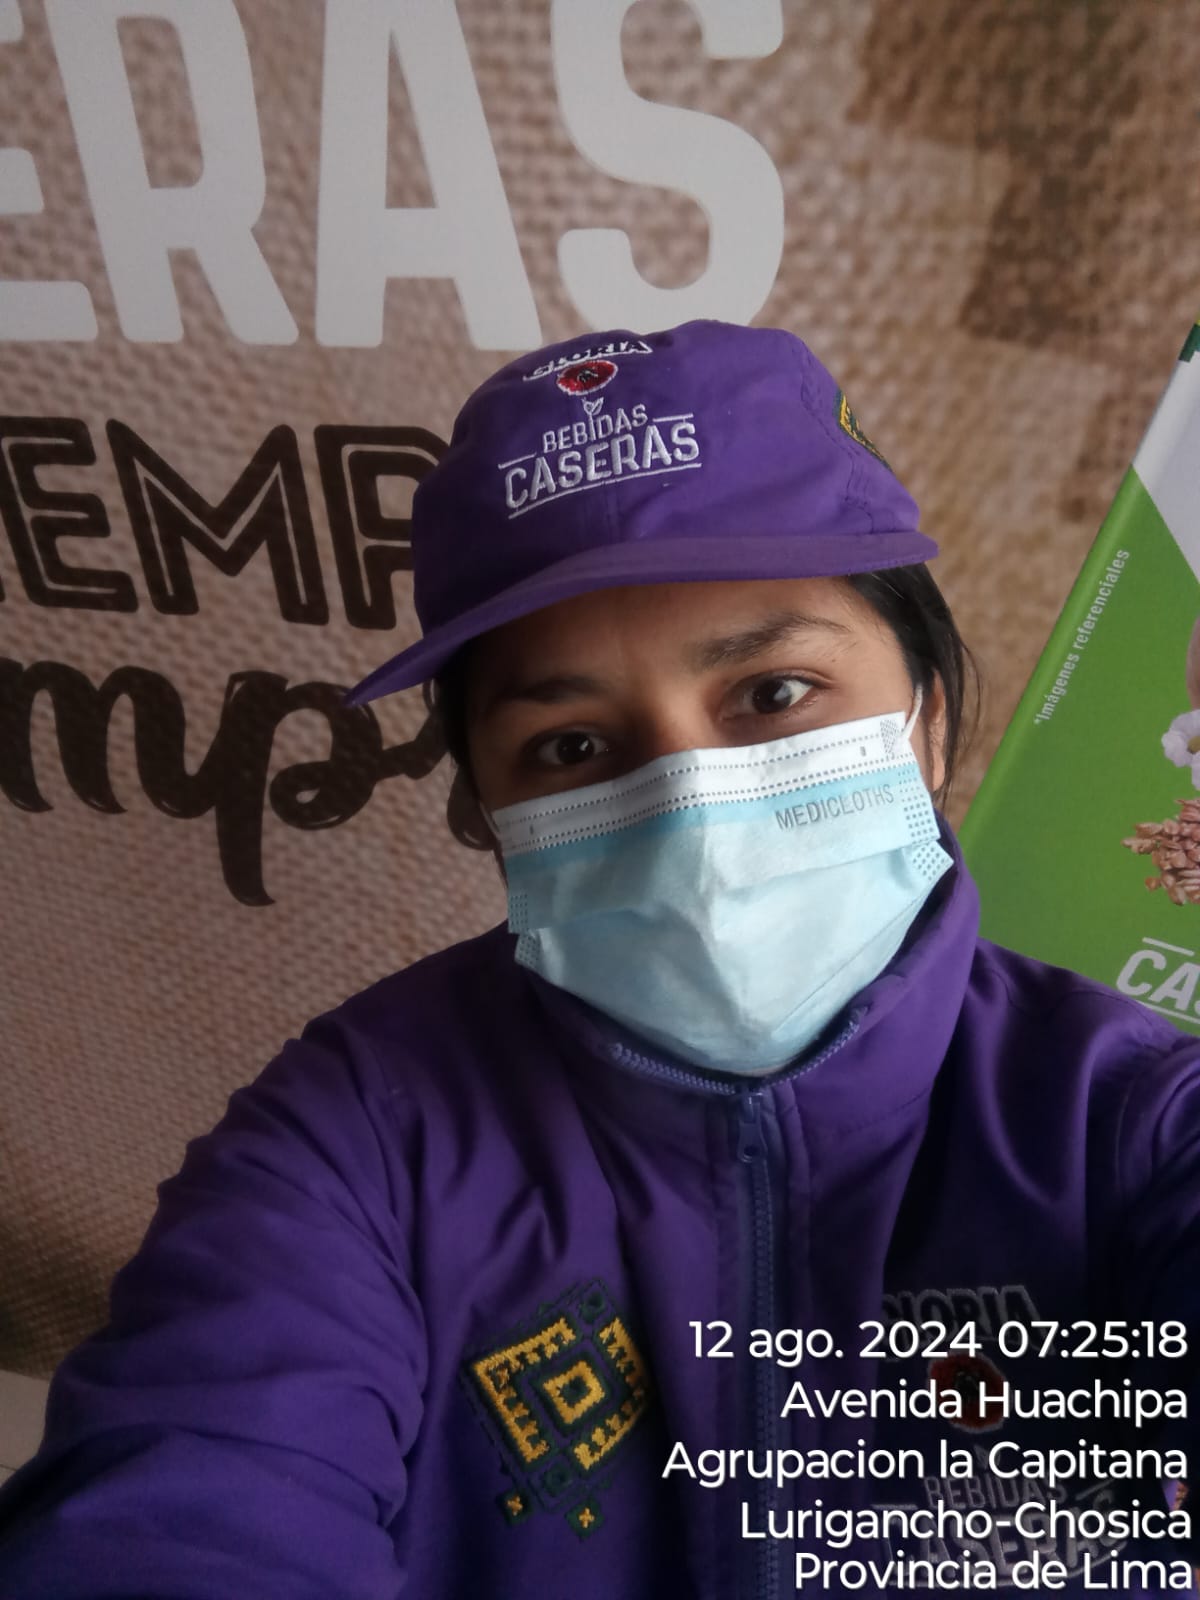 ERAS
EMP
mp
GLORIA
BEBIDAS
CASERAS
*Imágenes referenciales
MEDICLOTHS
CAS
GLORIA
BEBIDAS
CASERAS
12 ago. 2024 07:25:18
Avenida Huachipa
Agrupacion la Capitana
Lurigancho-Chosica
Provincia de Lima